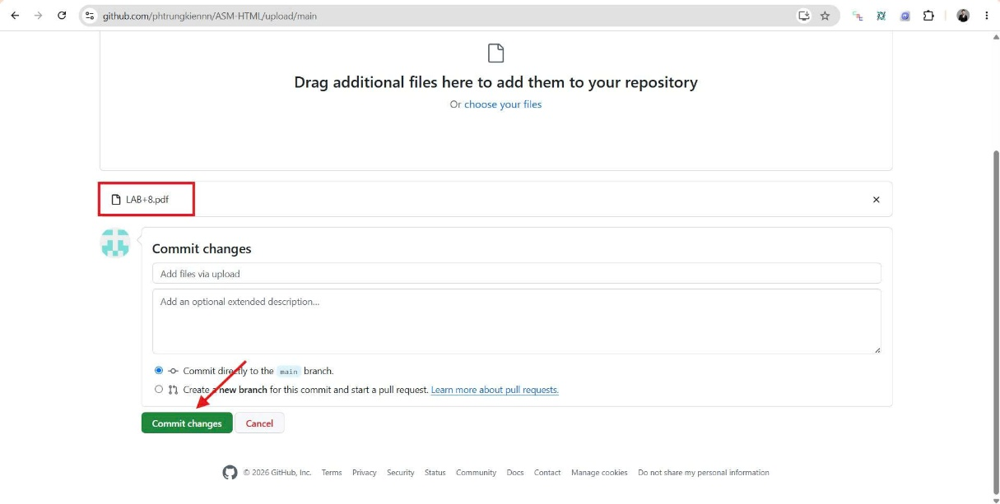 github.com/phtrungkiennn/ASM-HTML/upload/main
Drag additional files here to add them to your repository
Or choose your files
LAB+8.pdf
Commit changes
Add files via upload
Add an optional extended description...
Commit directly to the main branch.
Create a new branch for this commit and start a pull request. Learn more about pull requests.
Commit changes Cancel
© 2026 GitHub, Inc. Terms Privacy Security Status Community Docs Contact Manage cookies Do not share my personal information